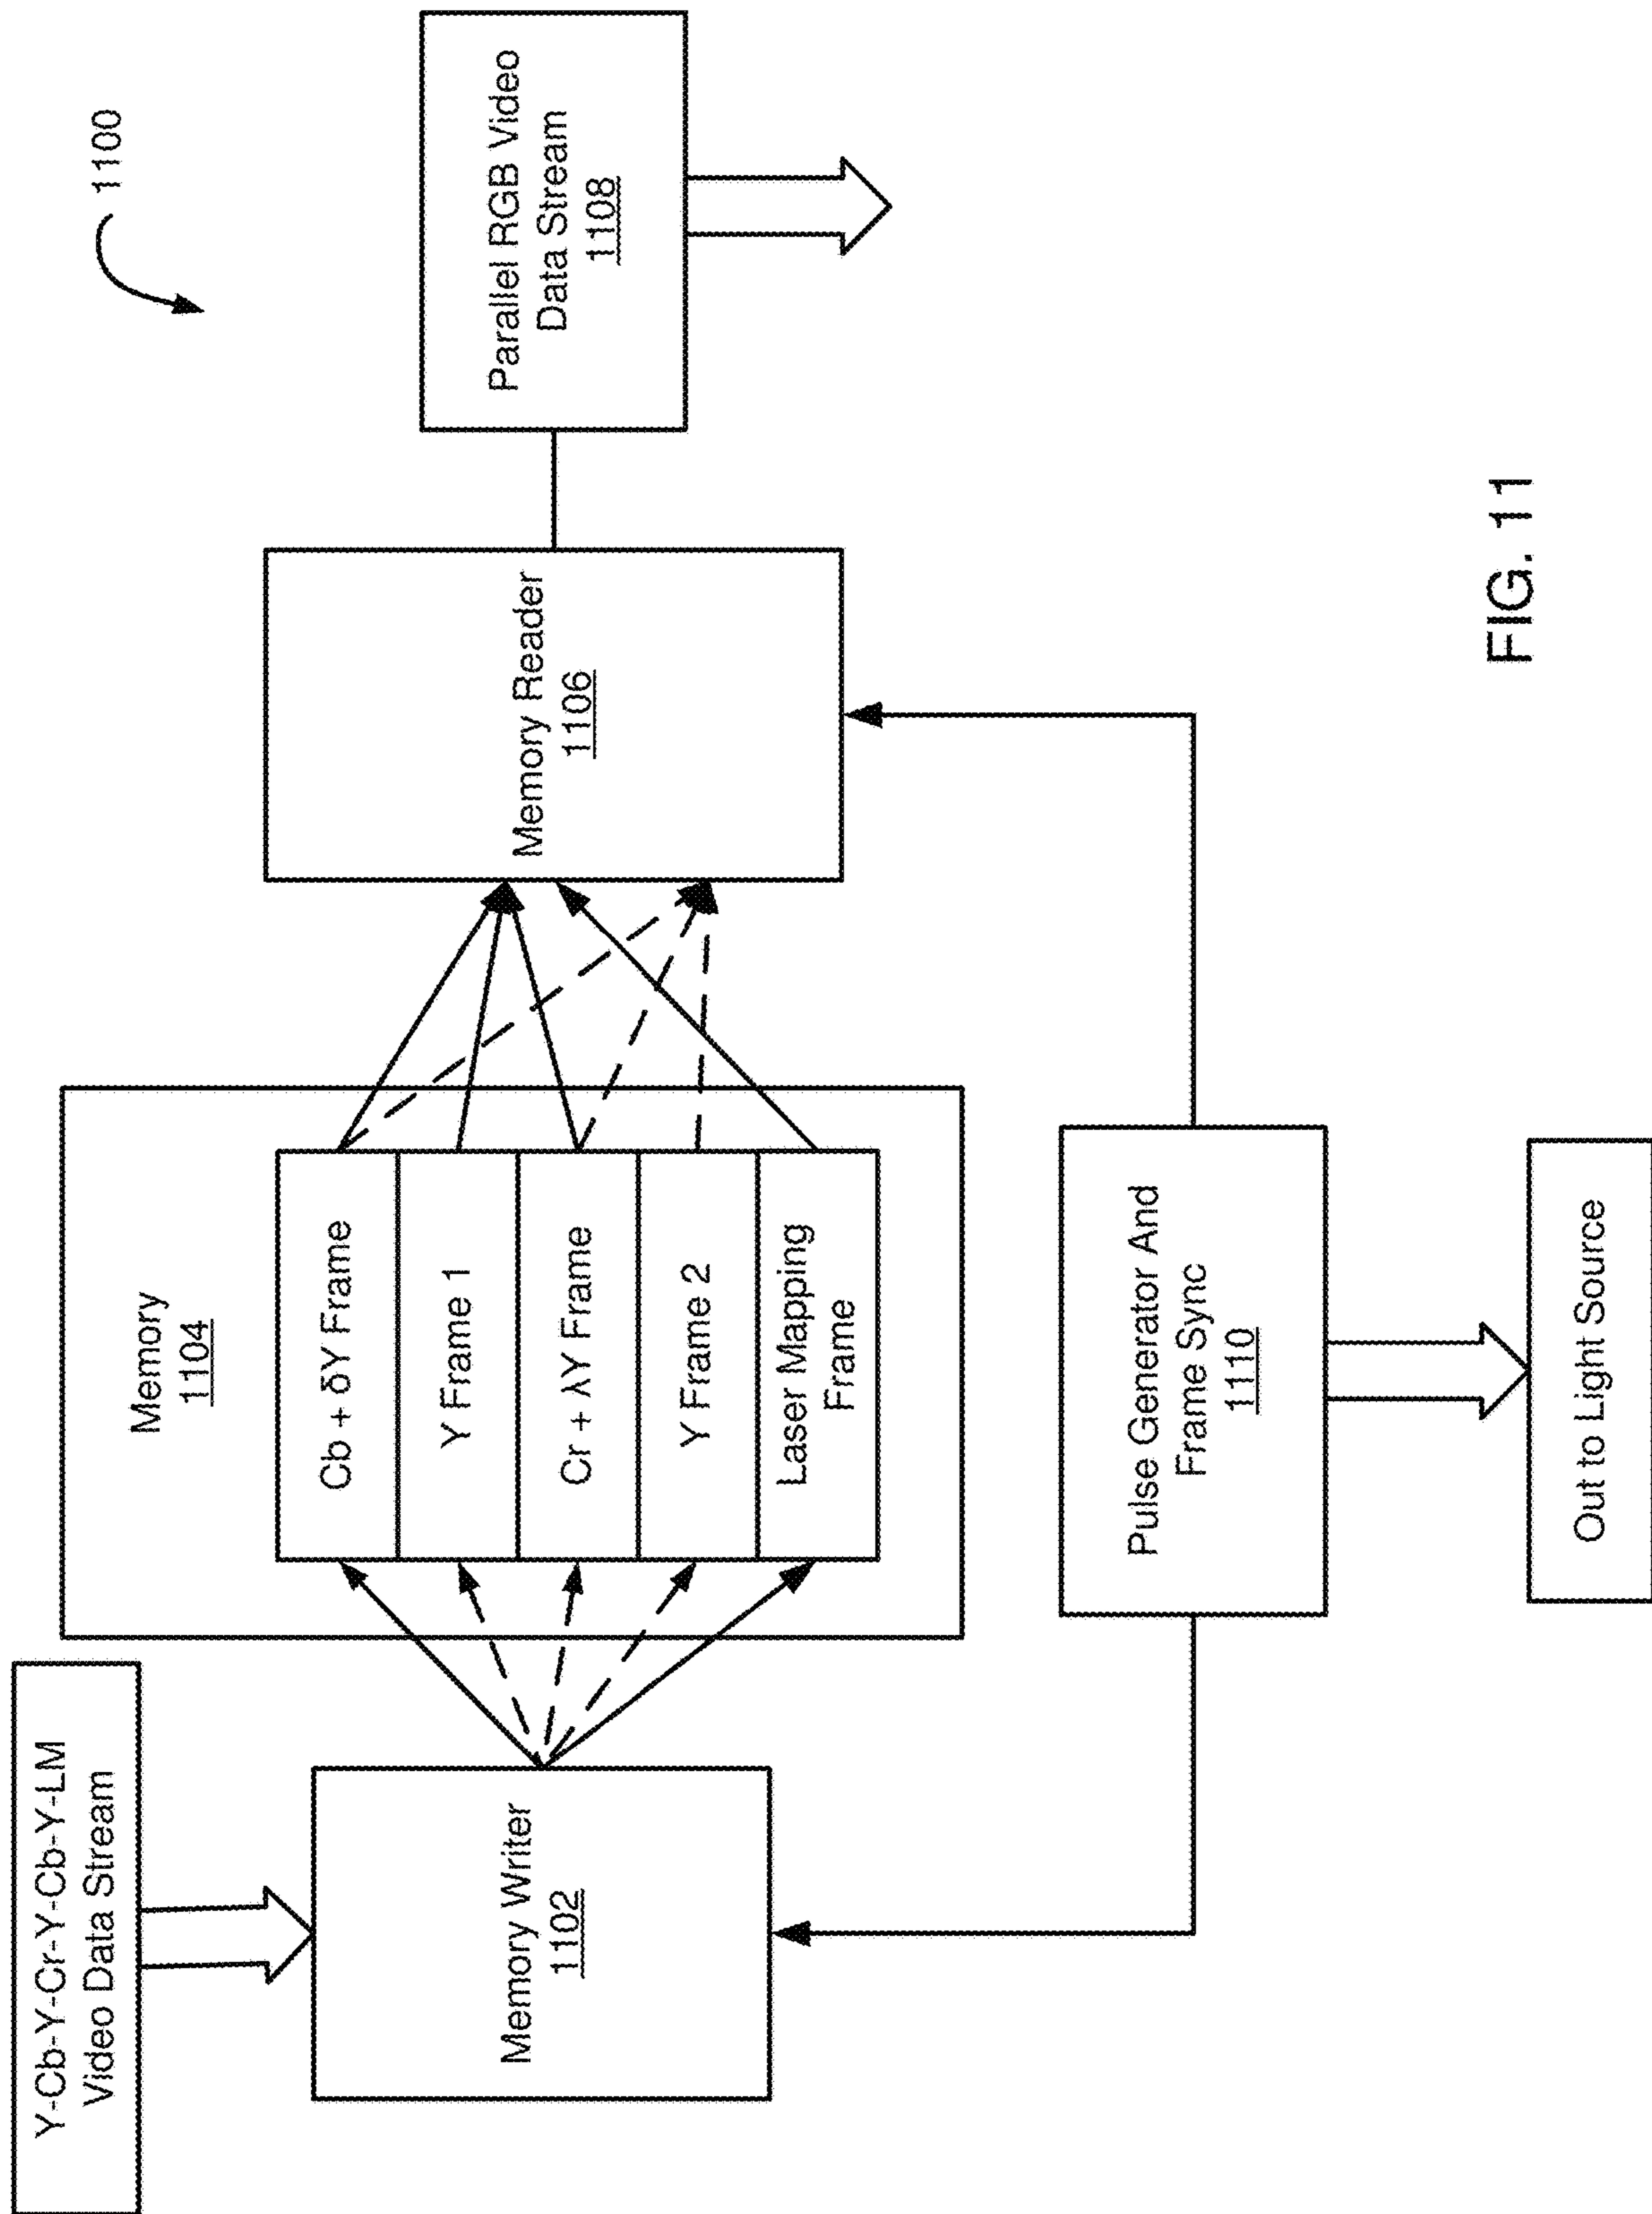 1100
Y-Cb-Y-Cr-Y-Cb-Y-LM
Video Data Stream
Memory Writer
1102
Memory
1104
Cb + δY Frame
Y Frame 1
Cr + λY Frame
Y Frame 2
Laser Mapping
Frame
Memory Reader
1106
Parallel RGB Video
Data Stream
1108
Pulse Generator And
Frame Sync
1110
Out to Light Source
FIG. 11